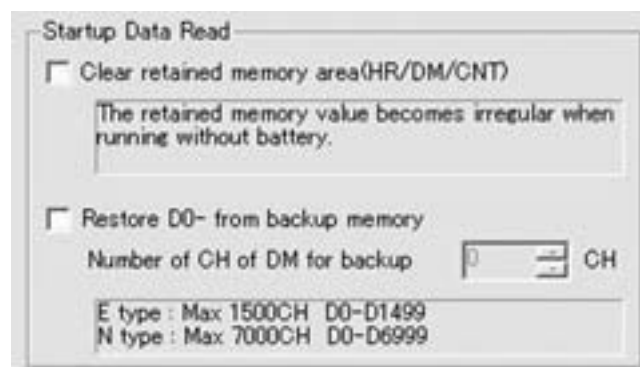 Startup Data Read
Clear retained memory area(HR/DM/CNT)
The retained memory value becomes irregular when
running without battery.
Restore D0- from backup memory
Number of CH of DM for backup 0 CH
E type : Max 1500CH D0-D1499
N type : Max 7000CH D0-D6999